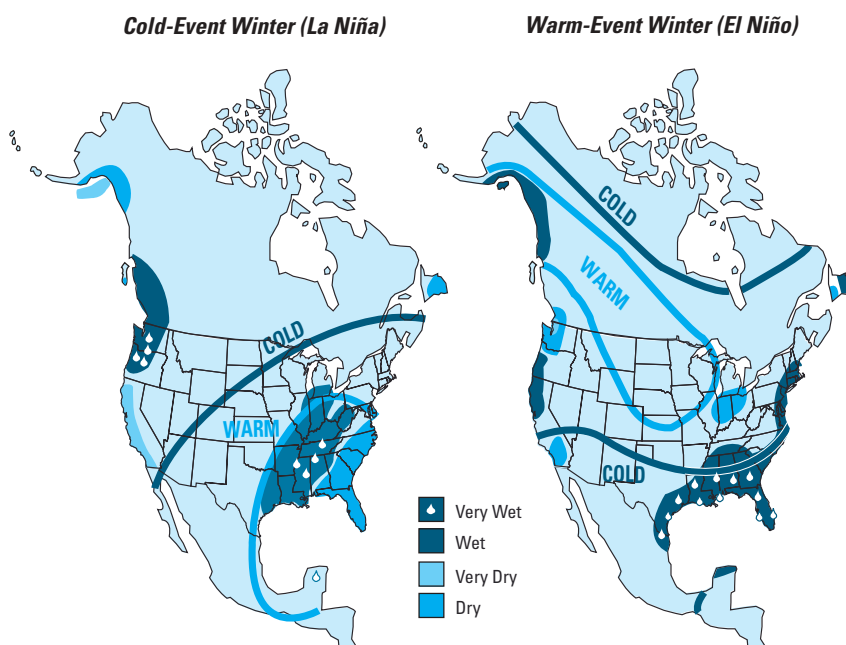 Cold-Event Winter (La Niña)
Warm-Event Winter (El Niño)
COLD
WARM
COLD
WARM
COLD
Very Wet
Wet
Very Dry
Dry